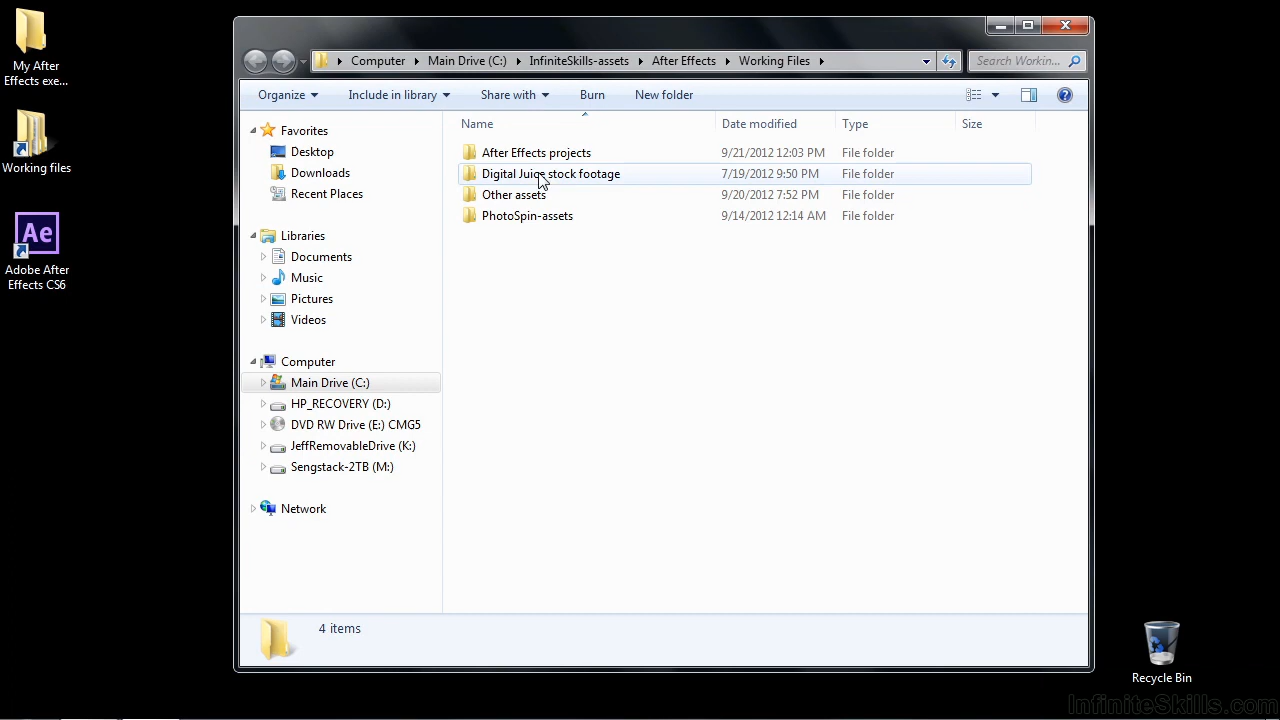 My After
Effects exe...
Working files
Adobe After
Effects CS6
Computer Main Drive (C:) InfiniteSkills-assets After Effects Working Files Search Workin...
Organize Include in library Share with Burn New folder
Favorites
Desktop
Downloads
Recent Places
Libraries
Documents
Music
Pictures
Videos
Computer
Main Drive (C:)
HP_RECOVERY (D:)
DVD RW Drive (E:) CMG5
JeffRemovableDrive (K:)
Sengstack-2TB (M:)
Network
Name Date modified Type Size
After Effects projects 9/21/2012 12:03 PM File folder
Digital Juice stock footage 7/19/2012 9:50 PM File folder
Other assets 9/20/2012 7:52 PM File folder
PhotoSpin-assets 9/14/2012 12:14 AM File folder
4 items
Recycle Bin
InfiniteSkills.com